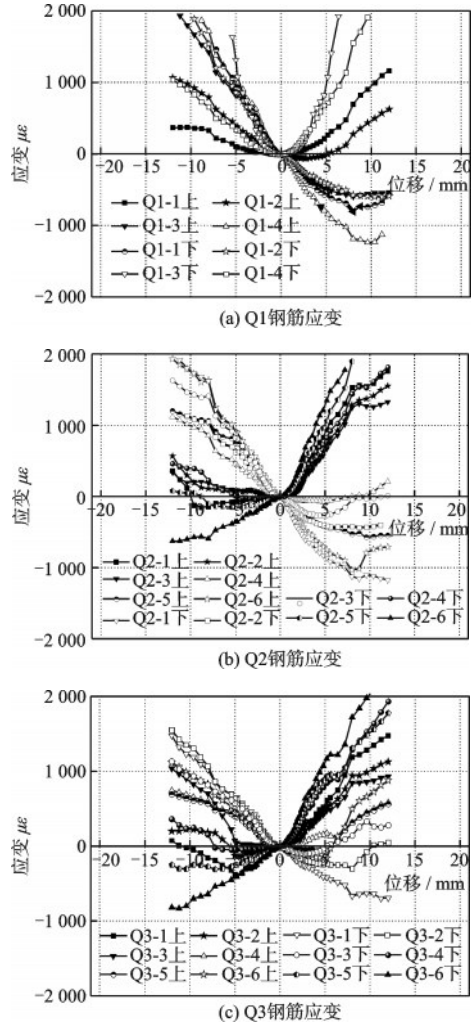 2 000
1 000
0
−1 000
−2 000
应变 με
−20 −15 −10 −5 0 5 10 15 20
位移 / mm
Q1-1上 Q1-2上
Q1-3上 Q1-4上
Q1-1下 Q1-2下
Q1-3下 Q1-4下
(a) Q1钢筋应变
2 000
1 000
0
−1 000
−2 000
应变 με
−20 −15 −10 −5 0 5 10 15 20
位移 / mm
Q2-1上 Q2-2上
Q2-3上 Q2-4上 Q2-3下 Q2-4下
Q2-5上 Q2-6上 Q2-5下 Q2-6下
Q2-1下 Q2-2下
(b) Q2钢筋应变
2 000
1 000
0
−1 000
−2 000
应变 με
−20 −15 −10 −5 0 5 10 15 20
位移 / mm
Q3-1上 Q3-2上 Q3-1下 Q3-2下
Q3-3上 Q3-4上 Q3-3下 Q3-4下
Q3-5上 Q3-6上 Q3-5下 Q3-6下
(c) Q3钢筋应变